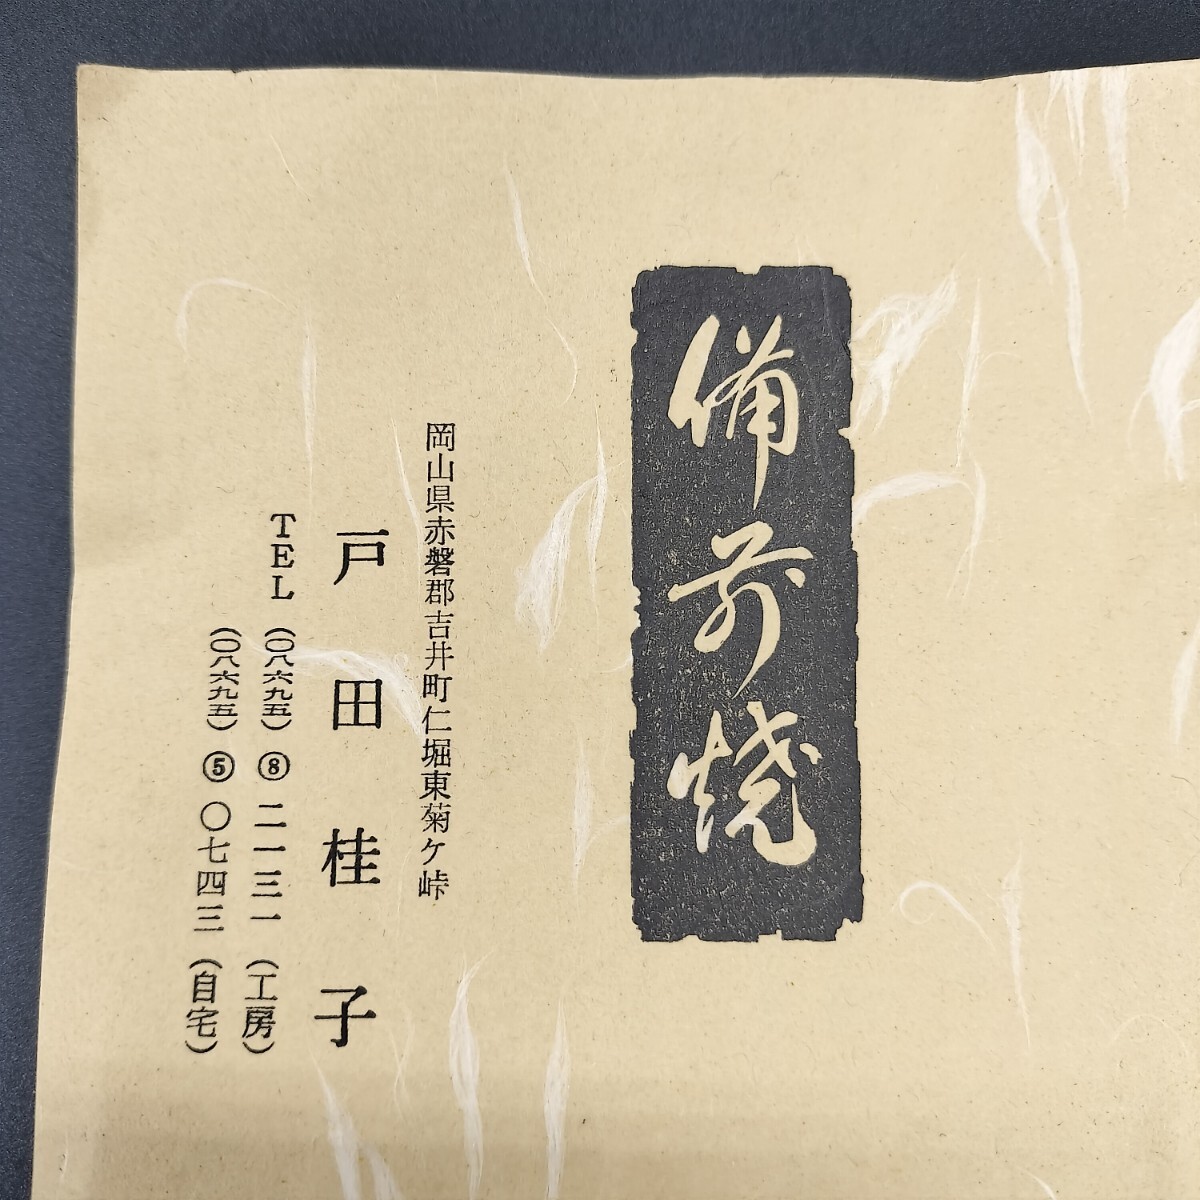 備前焼
岡山県赤磐郡吉井町仁堀東菊ケ峠
戸田桂子
TEL(〇八六九五)⑧二一三一(工房)
(〇八六九五)⑤〇七四三(自宅)